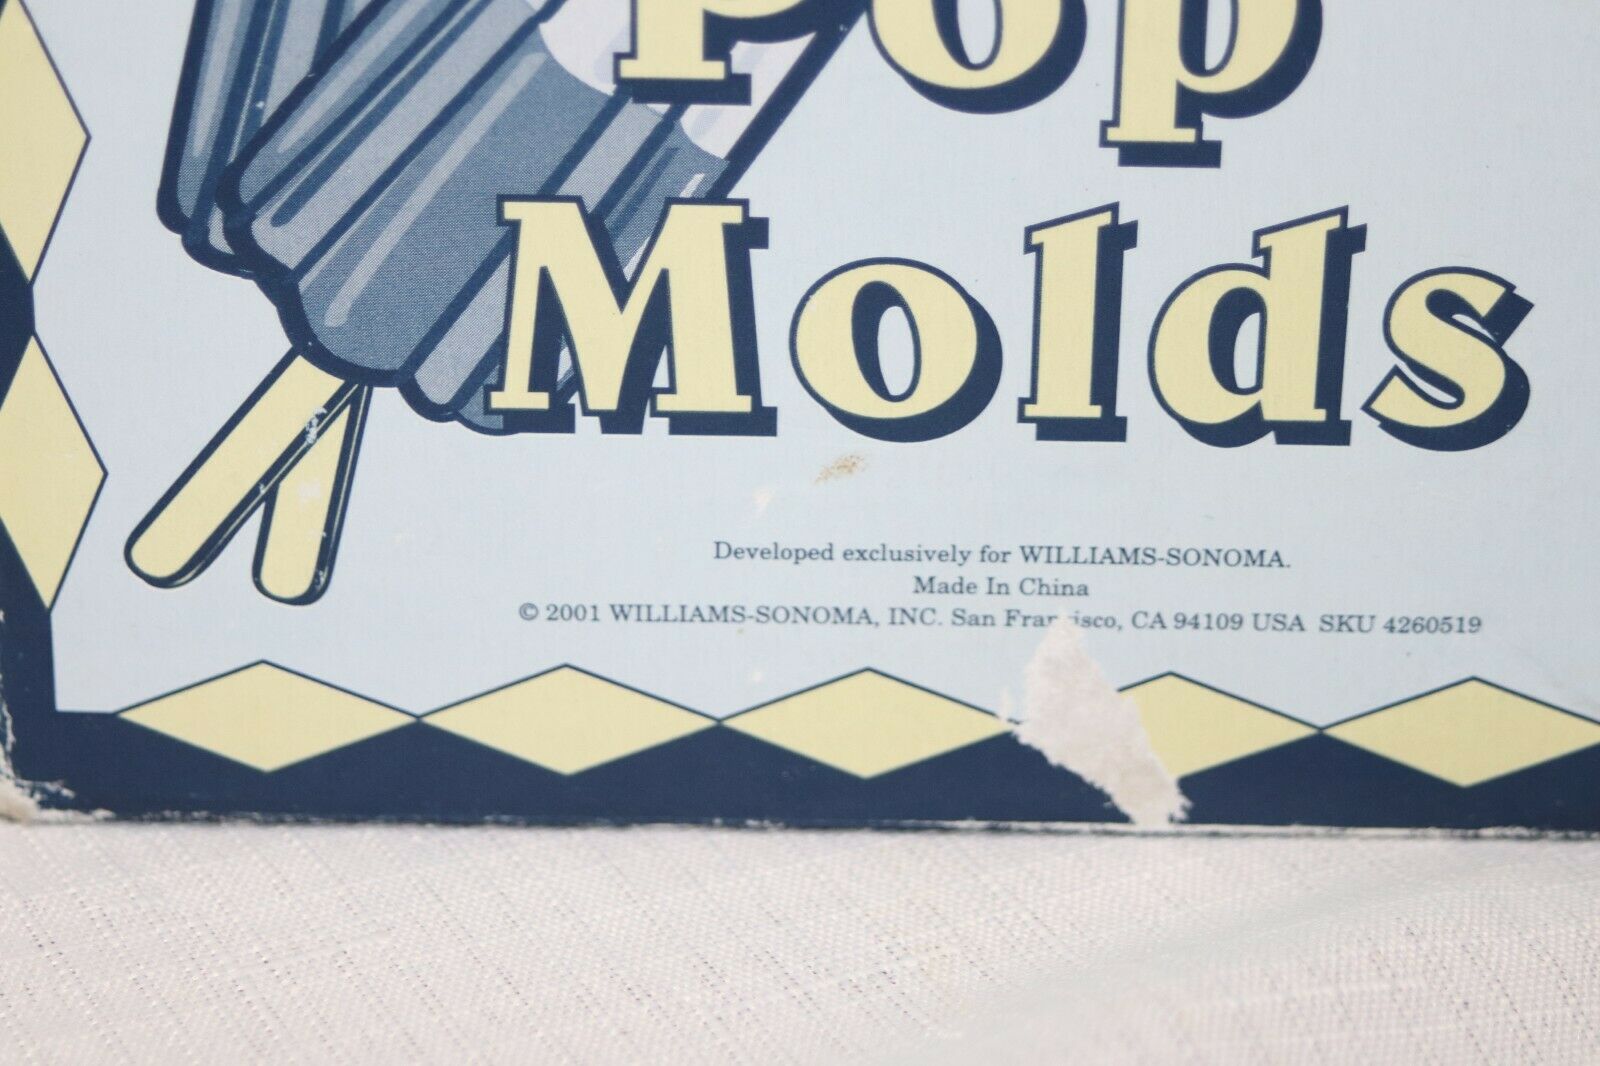 Pop
Molds
Developed exclusively for WILLIAMS-SONOMA.
Made In China
© 2001 WILLIAMS-SONOMA, INC. San Francisco, CA 94109 USA SKU 4260519